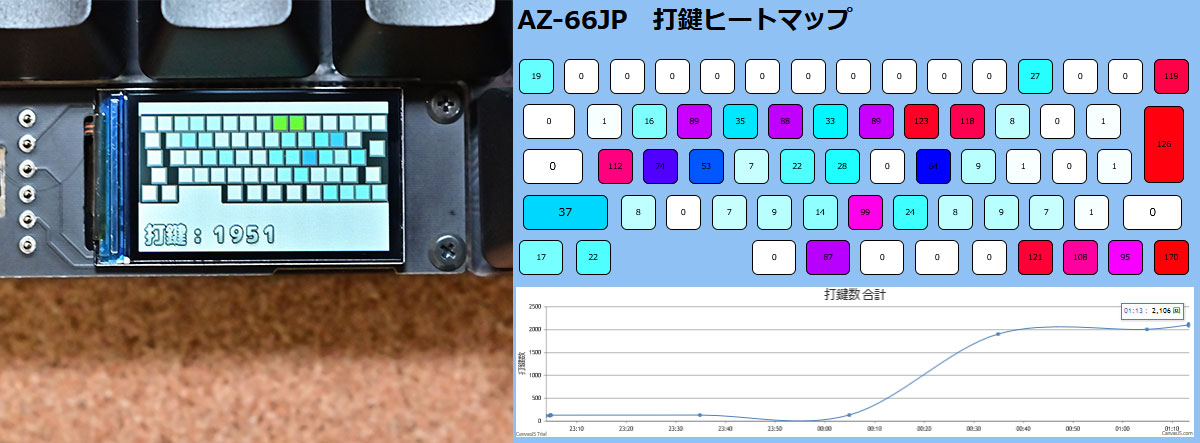 打鍵：1951
AZ-66JP 打鍵ヒートマップ
19 0 0 0 0 0 0 0 0 0 0 27 0 0 119
0 1 16 89 35 88 33 89 123 118 8 0 1 126
0 112 74 53 7 22 28 0 64 9 1 0 1
37 8 0 7 9 14 99 24 8 9 7 1 0
17 22 0 87 0 0 0 121 108 95 170
打鍵数 合計
01:13 : 2,106 回
打鍵数
2500
2000
1500
1000
500
0
23:10 23:20 23:30 23:40 23:50 00:00 00:10 00:20 00:30 00:40 00:50 01:00 01:10
CanvasJS Trial
CanvasJS.com